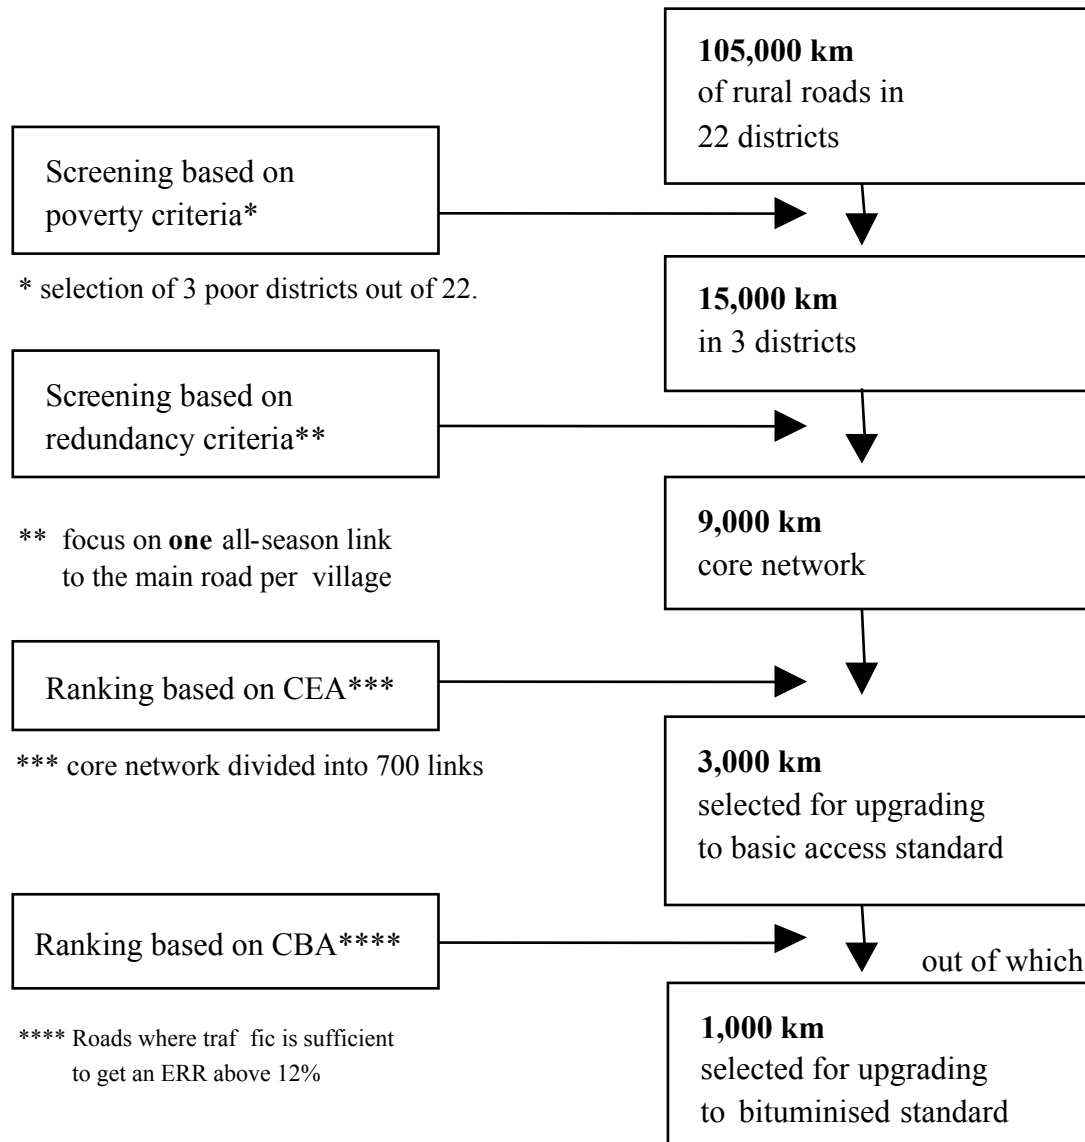 105,000 km
of rural roads in
22 districts
Screening based on
poverty criteria*
* selection of 3 poor districts out of 22.
15,000 km
in 3 districts
Screening based on
redundancy criteria**
** focus on one all-season link
to the main road per village
9,000 km
core network
Ranking based on CEA***
*** core network divided into 700 links
3,000 km
selected for upgrading
to basic access standard
Ranking based on CBA****
out of which
**** Roads where traf fic is sufficient
to get an ERR above 12%
1,000 km
selected for upgrading
to bituminised standard